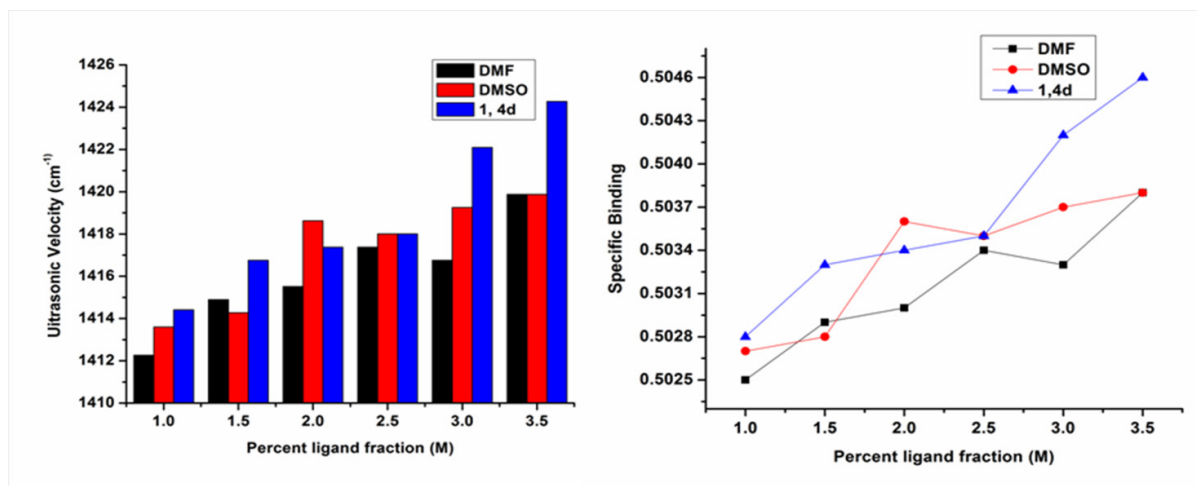 1426
1424
1422
1420
1418
1416
1414
1412
1410
Uitrasonic Velocity (cm⁻¹)
DMF
DMSO
1, 4d
1.0 1.5 2.0 2.5 3.0 3.5
Percent ligand fraction (M)
0.5046
0.5043
0.5040
0.5037
0.5034
0.5031
0.5028
0.5025
Specific Binding
DMF
DMSO
1,4d
1.0 1.5 2.0 2.5 3.0 3.5
Percent ligand fraction (M)